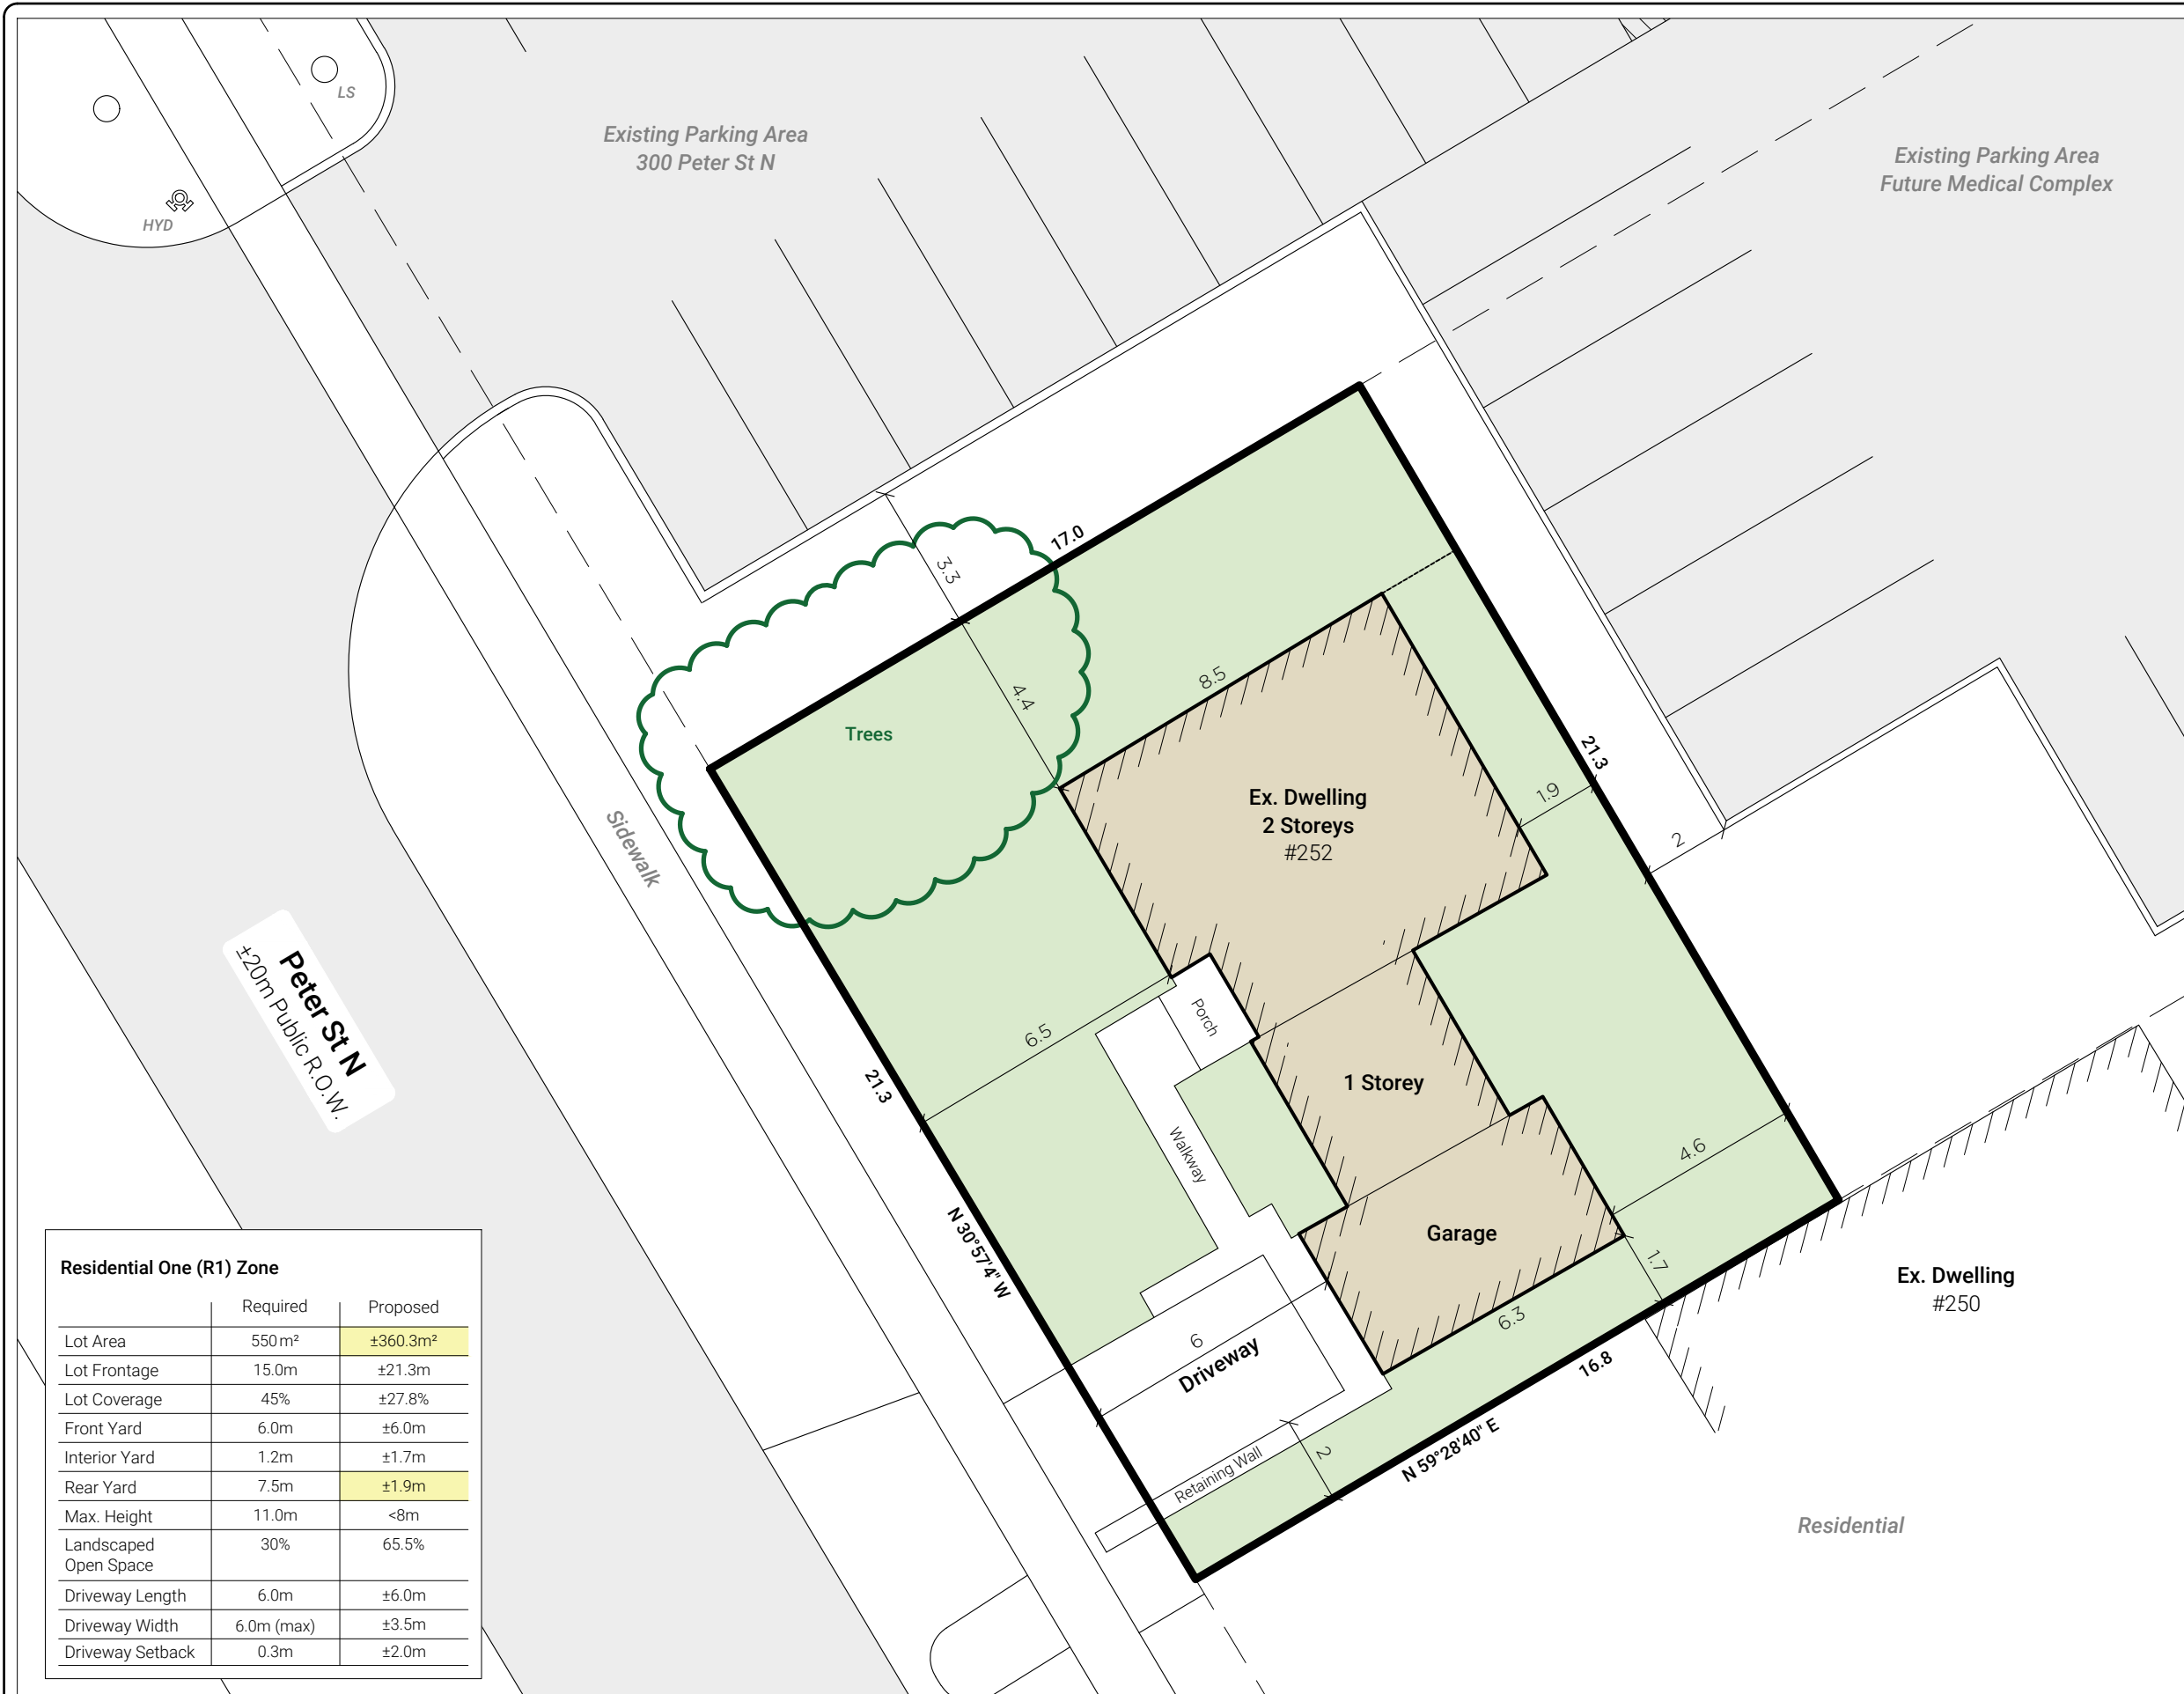 LS
HYD
Existing Parking Area
300 Peter St N
Existing Parking Area
Future Medical Complex
17.0
3.3
4.4
Trees
8.5
Ex. Dwelling
2 Storeys
#252
21.3
1.9
2
Sidewalk
Peter St N
±20m Public R.O.W.
6.5
Porch
21.3
1 Storey
Walkway
4.6
N 30°57'4" W
Garage
1.7
6.3
6
Driveway
16.8
Ex. Dwelling
#250
Retaining Wall
2
N 59°28'40" E
Residential
Residential One (R1) Zone
Required Proposed
Lot Area 550 m² ±360.3m²
Lot Frontage 15.0m ±21.3m
Lot Coverage 45% ±27.8%
Front Yard 6.0m ±6.0m
Interior Yard 1.2m ±1.7m
Rear Yard 7.5m ±1.9m
Max. Height 11.0m <8m
Landscaped 30% 65.5%
Open Space
Driveway Length 6.0m ±6.0m
Driveway Width 6.0m (max) ±3.5m
Driveway Setback 0.3m ±2.0m